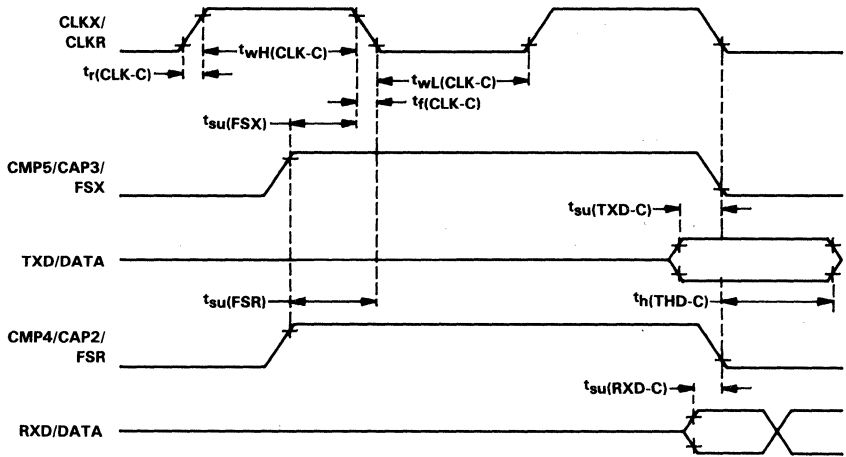 CLKX/
CLKR
twH(CLK-C)
tr(CLK-C)
twL(CLK-C)
tf(CLK-C)
tsu(FSX)
CMP5/CAP3/
FSX
tsu(TXD-C)
TXD/DATA
tsu(FSR)
th(THD-C)
CMP4/CAP2/
FSR
tsu(RXD-C)
RXD/DATA